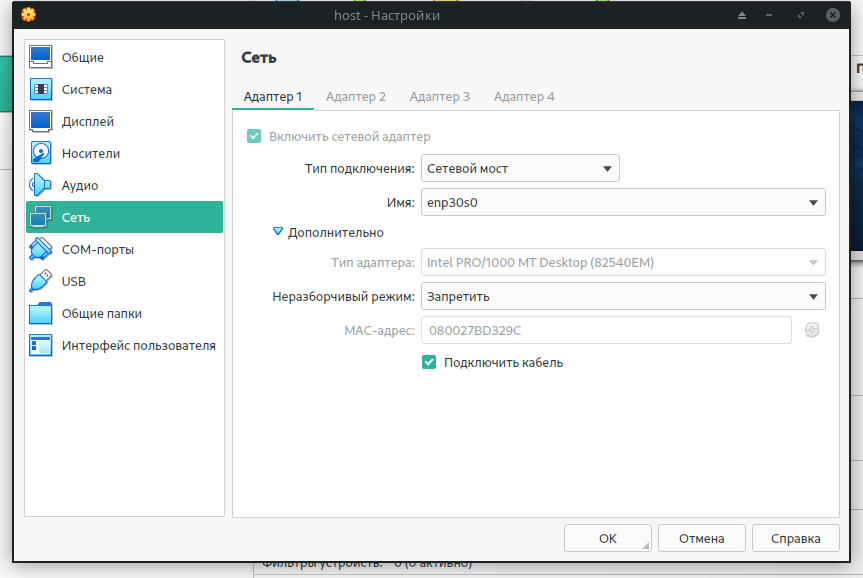 host - Настройки
Общие
Система
Дисплей
Носители
Аудио
Сеть
COM-порты
USB
Общие папки
Интерфейс пользователя
Сеть
Адаптер 1 Адаптер 2 Адаптер 3 Адаптер 4
Включить сетевой адаптер
Тип подключения: Сетевой мост
Имя: enp30s0
Дополнительно
Тип адаптера: Intel PRO/1000 MT Desktop (82540EM)
Неразборчивый режим: Запретить
MAC-адрес: 080027BD329C
Подключить кабель
OK Отмена Справка
Фильтры устройств: 0 (0 активно)